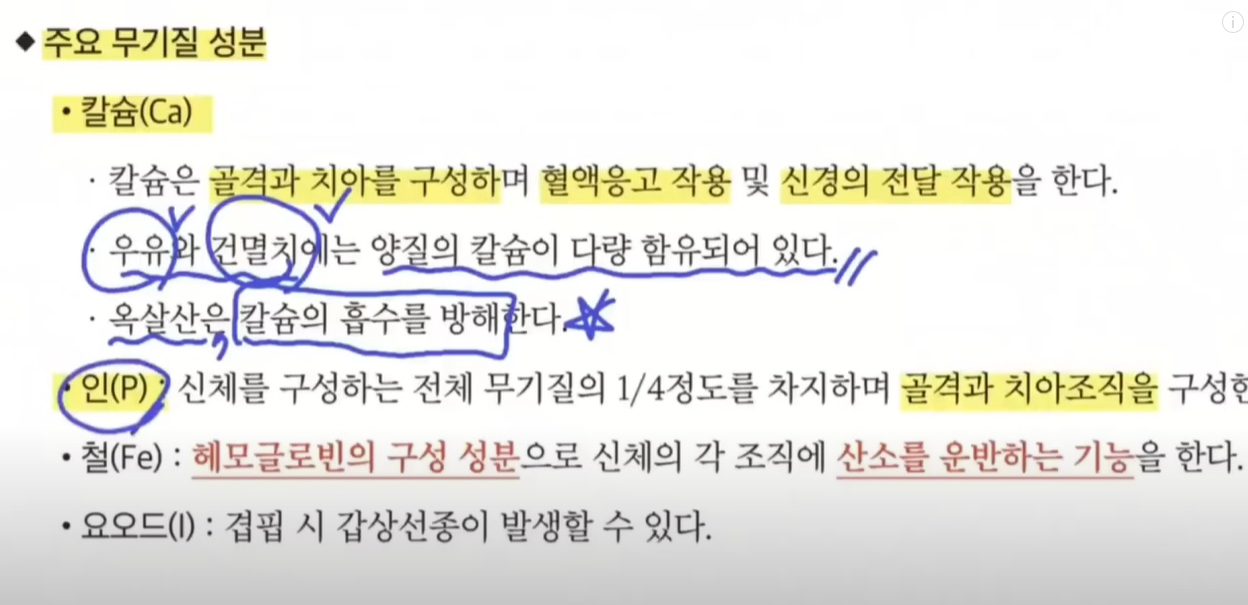 ◆ 주요 무기질 성분
• 칼슘(Ca)
· 칼슘은 골격과 치아를 구성하며 혈액응고 작용 및 신경의 전달 작용을 한다.
· 우유와 건멸치에는 양질의 칼슘이 다량 함유되어 있다.
· 옥살산은 칼슘의 흡수를 방해한다.
• 인(P) : 신체를 구성하는 전체 무기질의 1/4정도를 차지하며 골격과 치아조직을 구성한
• 철(Fe) : 헤모글로빈의 구성 성분으로 신체의 각 조직에 산소를 운반하는 기능을 한다.
• 요오드(I) : 겹핍 시 갑상선종이 발생할 수 있다.